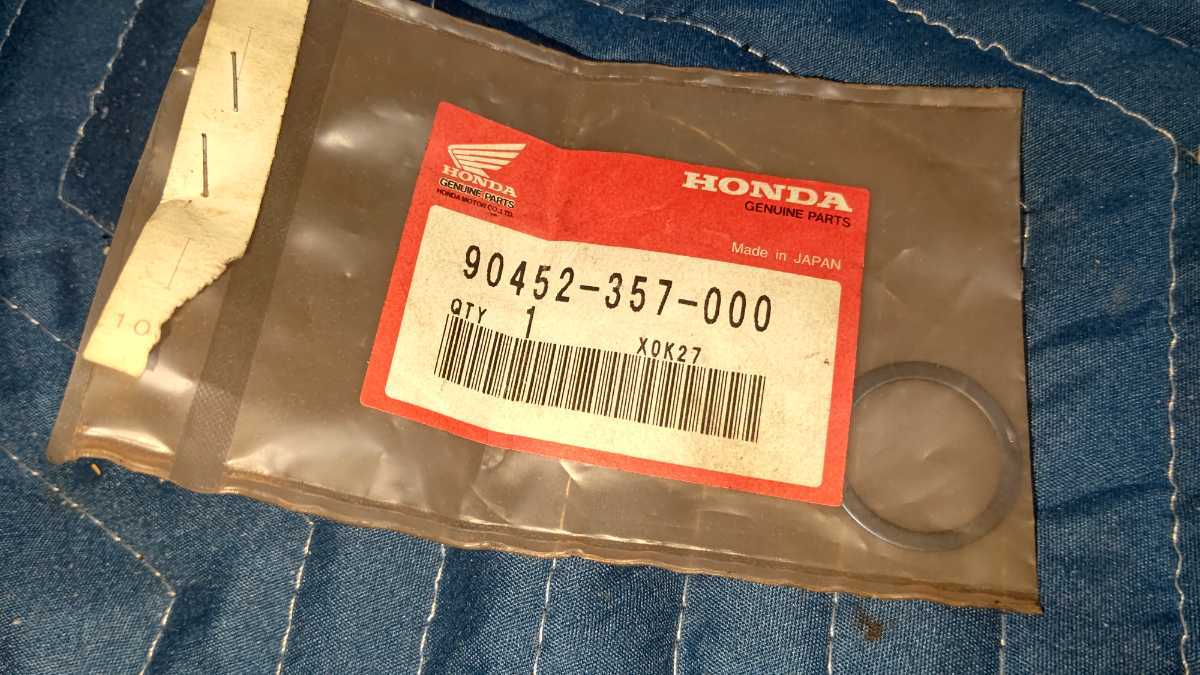 HONDA
GENUINE PARTS
HONDA MOTOR CO., LTD.
HONDA
GENUINE PARTS
Made in JAPAN
90452-357-000
QTY 1
X0K27
10